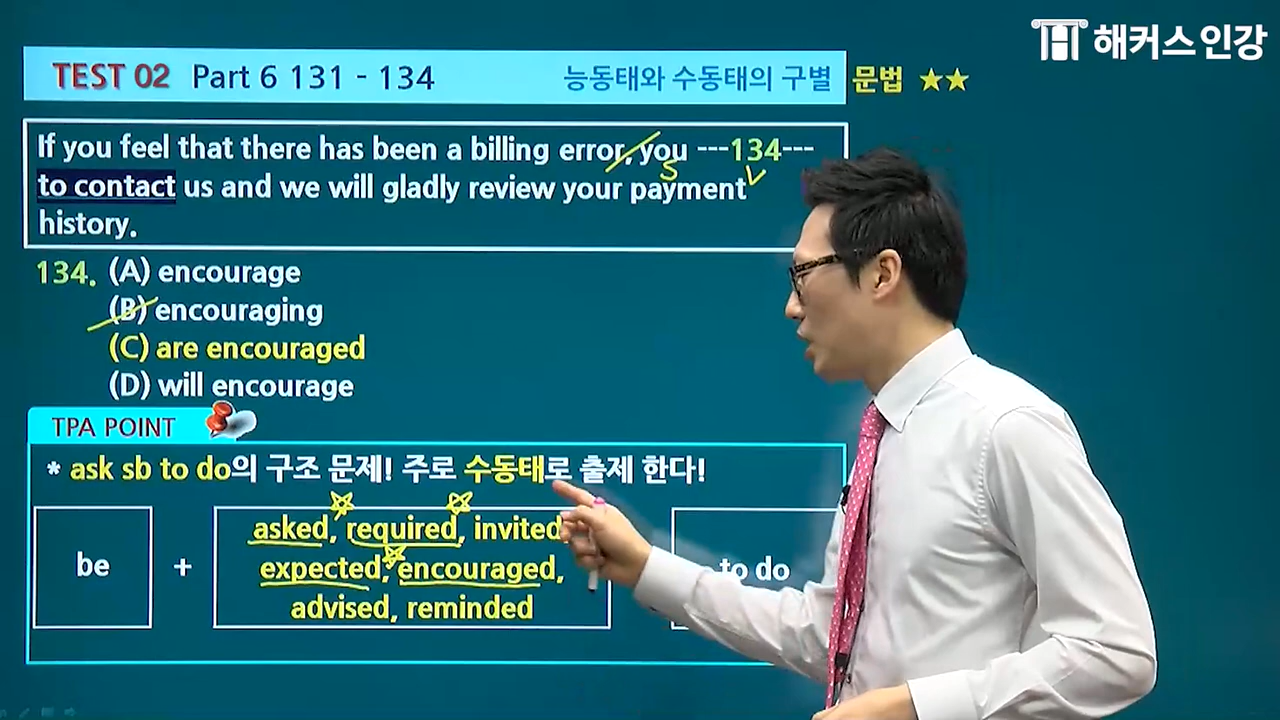 해커스인강
TEST 02 Part 6 131 - 134 능동태와 수동태의 구별 문법 ★★
If you feel that there has been a billing error, you ---134---
to contact us and we will gladly review your payment
history.
S
V
134. (A) encourage
(B) encouraging
(C) are encouraged
(D) will encourage
TPA POINT
* ask sb to do의 구조 문제! 주로 수동태로 출제 한다!
asked, required, invited
be + expected, encouraged, to do
advised, reminded